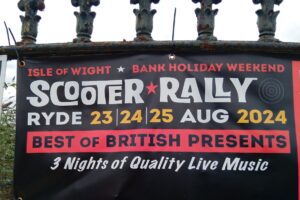 ISLE OF WIGHT ★ BANK HOLIDAY WEEKEND
SCOOTER★RALLY
RYDE 23|24|25 AUG 2024
BEST OF BRITISH PRESENTS
3 Nights of Quality Live Music